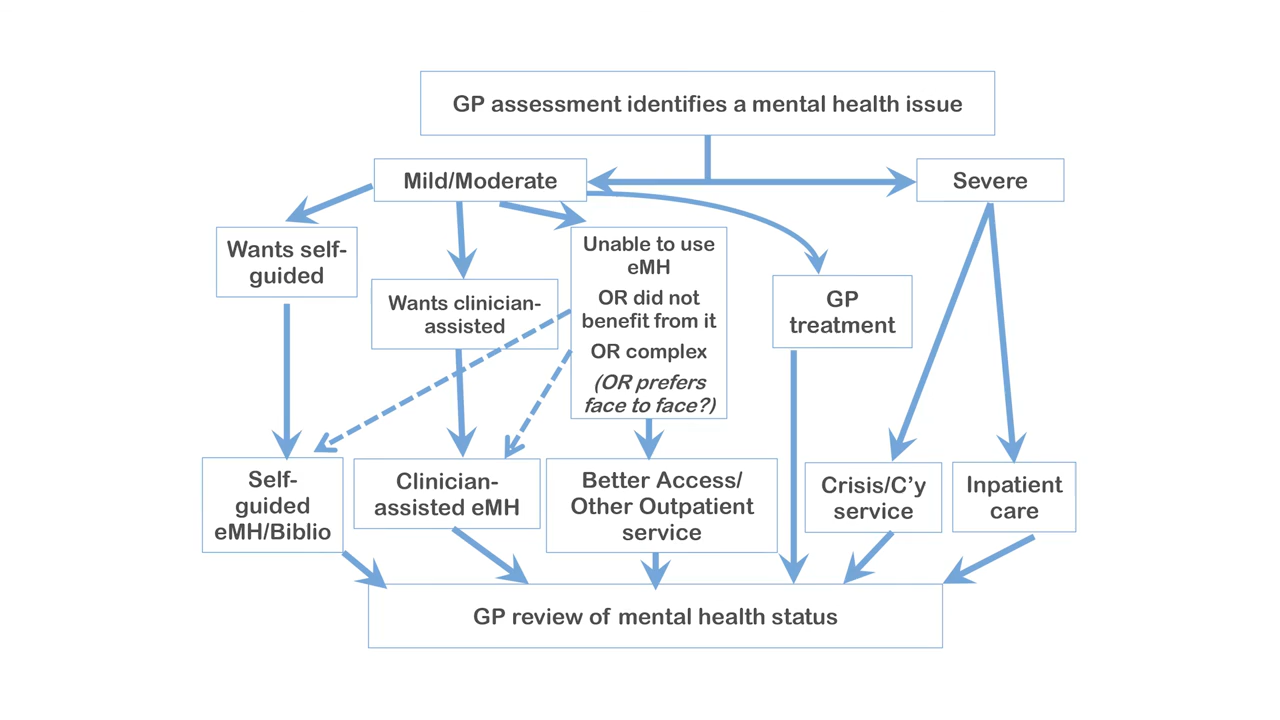 GP assessment identifies a mental health issue
Mild/Moderate
Severe
Wants self-
guided
Wants clinician-
assisted
Unable to use
eMH
OR did not
benefit from it
OR complex
(OR prefers
face to face?)
GP
treatment
Self-
guided
eMH/Biblio
Clinician-
assisted eMH
Better Access/
Other Outpatient
service
Crisis/C'y
service
Inpatient
care
GP review of mental health status